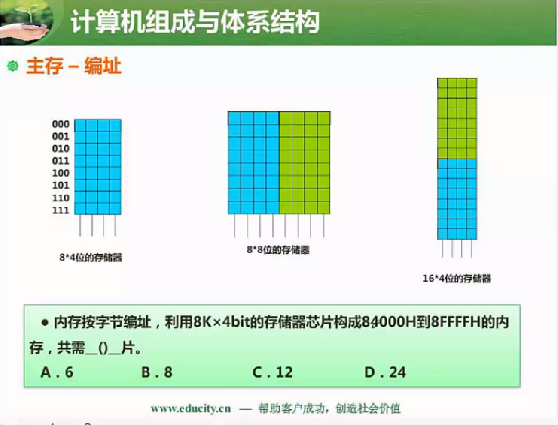 计算机组成与体系结构
主存 – 编址
000
001
010
011
100
101
110
111
8*4位的存储器
8*8位的存储器
16*4位的存储器
● 内存按字节编址，利用8K×4bit的存储器芯片构成84000H到8FFFFH的内
存，共需__()__片。
A．6 B．8 C．12 D．24
www.educity.cn — 帮助客户成功，创造社会价值